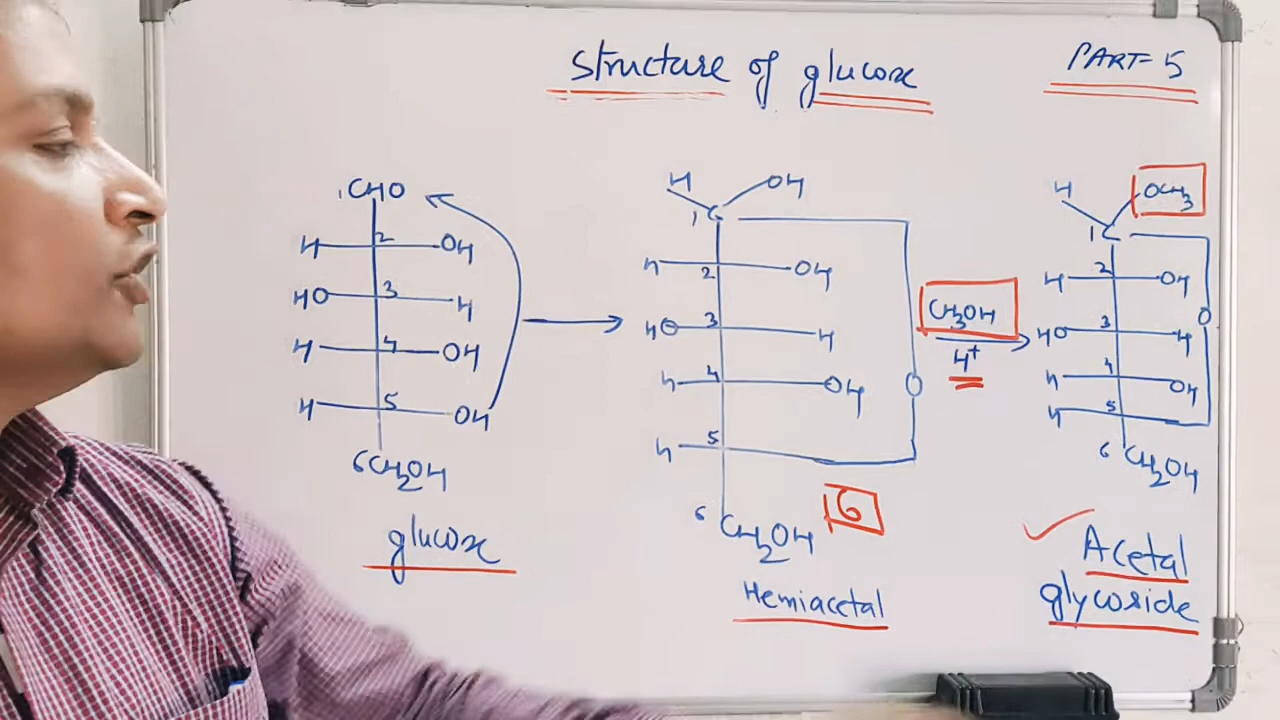 Structure of glucose
PART-5
1CHO
H 2 OH
HO 3 H
H 4 OH
H 5 OH
6CH2OH
glucose
H OH
1C
H 2 OH
HO 3 H
H 4 OH
O
H 5
6 CH2OH
6
Hemiacetal
CH3OH
H+
H OCH3
1C
H 2 OH
O
HO 3 H
H 4 OH
H 5
6 CH2OH
Acetal
glycoside